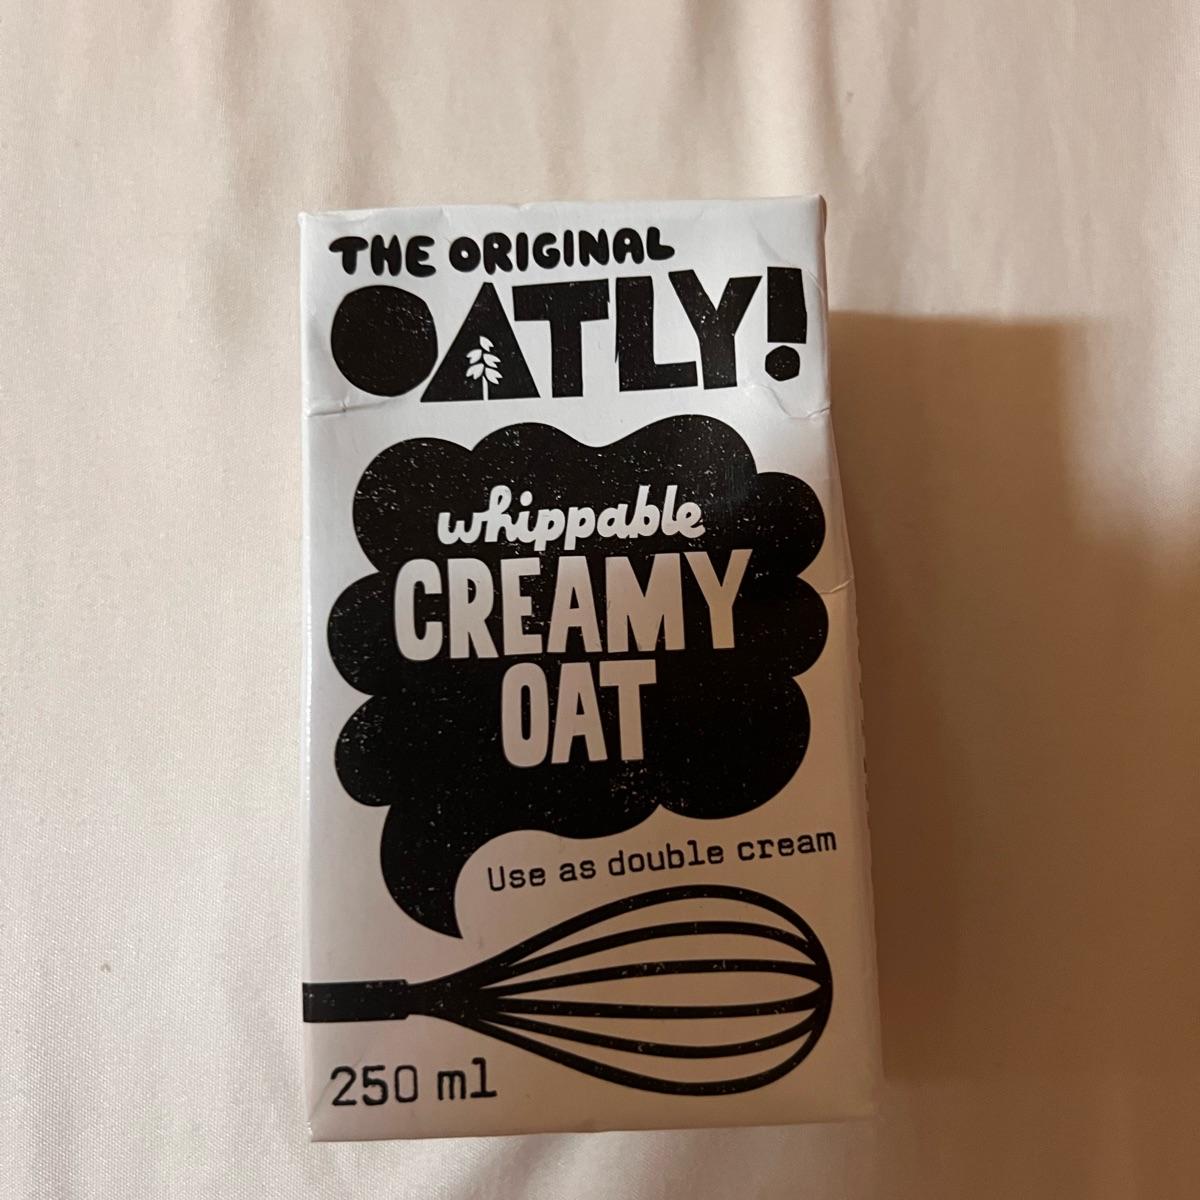 THE ORIGINAL
OATLY!
whippable
CREAMY
OAT
Use as double cream
250 ml